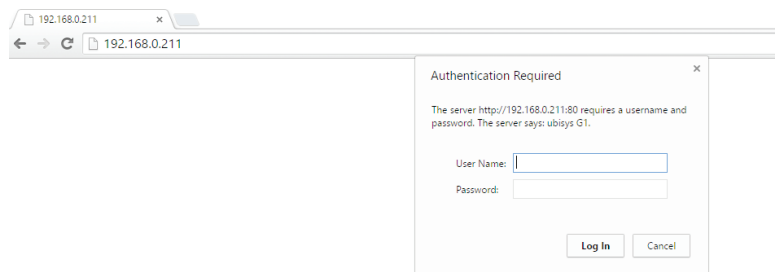 192.168.0.211
192.168.0.211
Authentication Required
The server http://192.168.0.211:80 requires a username and
password. The server says: ubisys G1.
User Name:
Password:
Log In Cancel